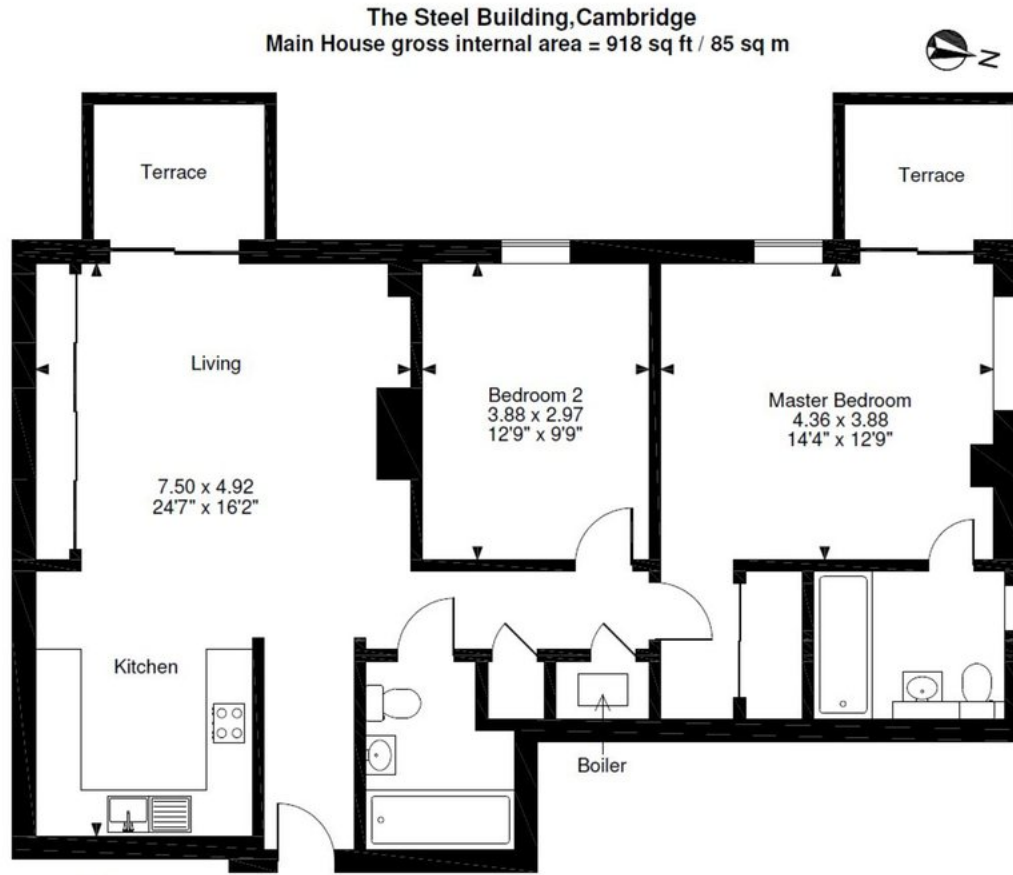 The Steel Building,Cambridge
Main House gross internal area = 918 sq ft / 85 sq m
N
Terrace
Terrace
Living
7.50 x 4.92
24'7" x 16'2"
Bedroom 2
3.88 x 2.97
12'9" x 9'9"
Master Bedroom
4.36 x 3.88
14'4" x 12'9"
Kitchen
Boiler